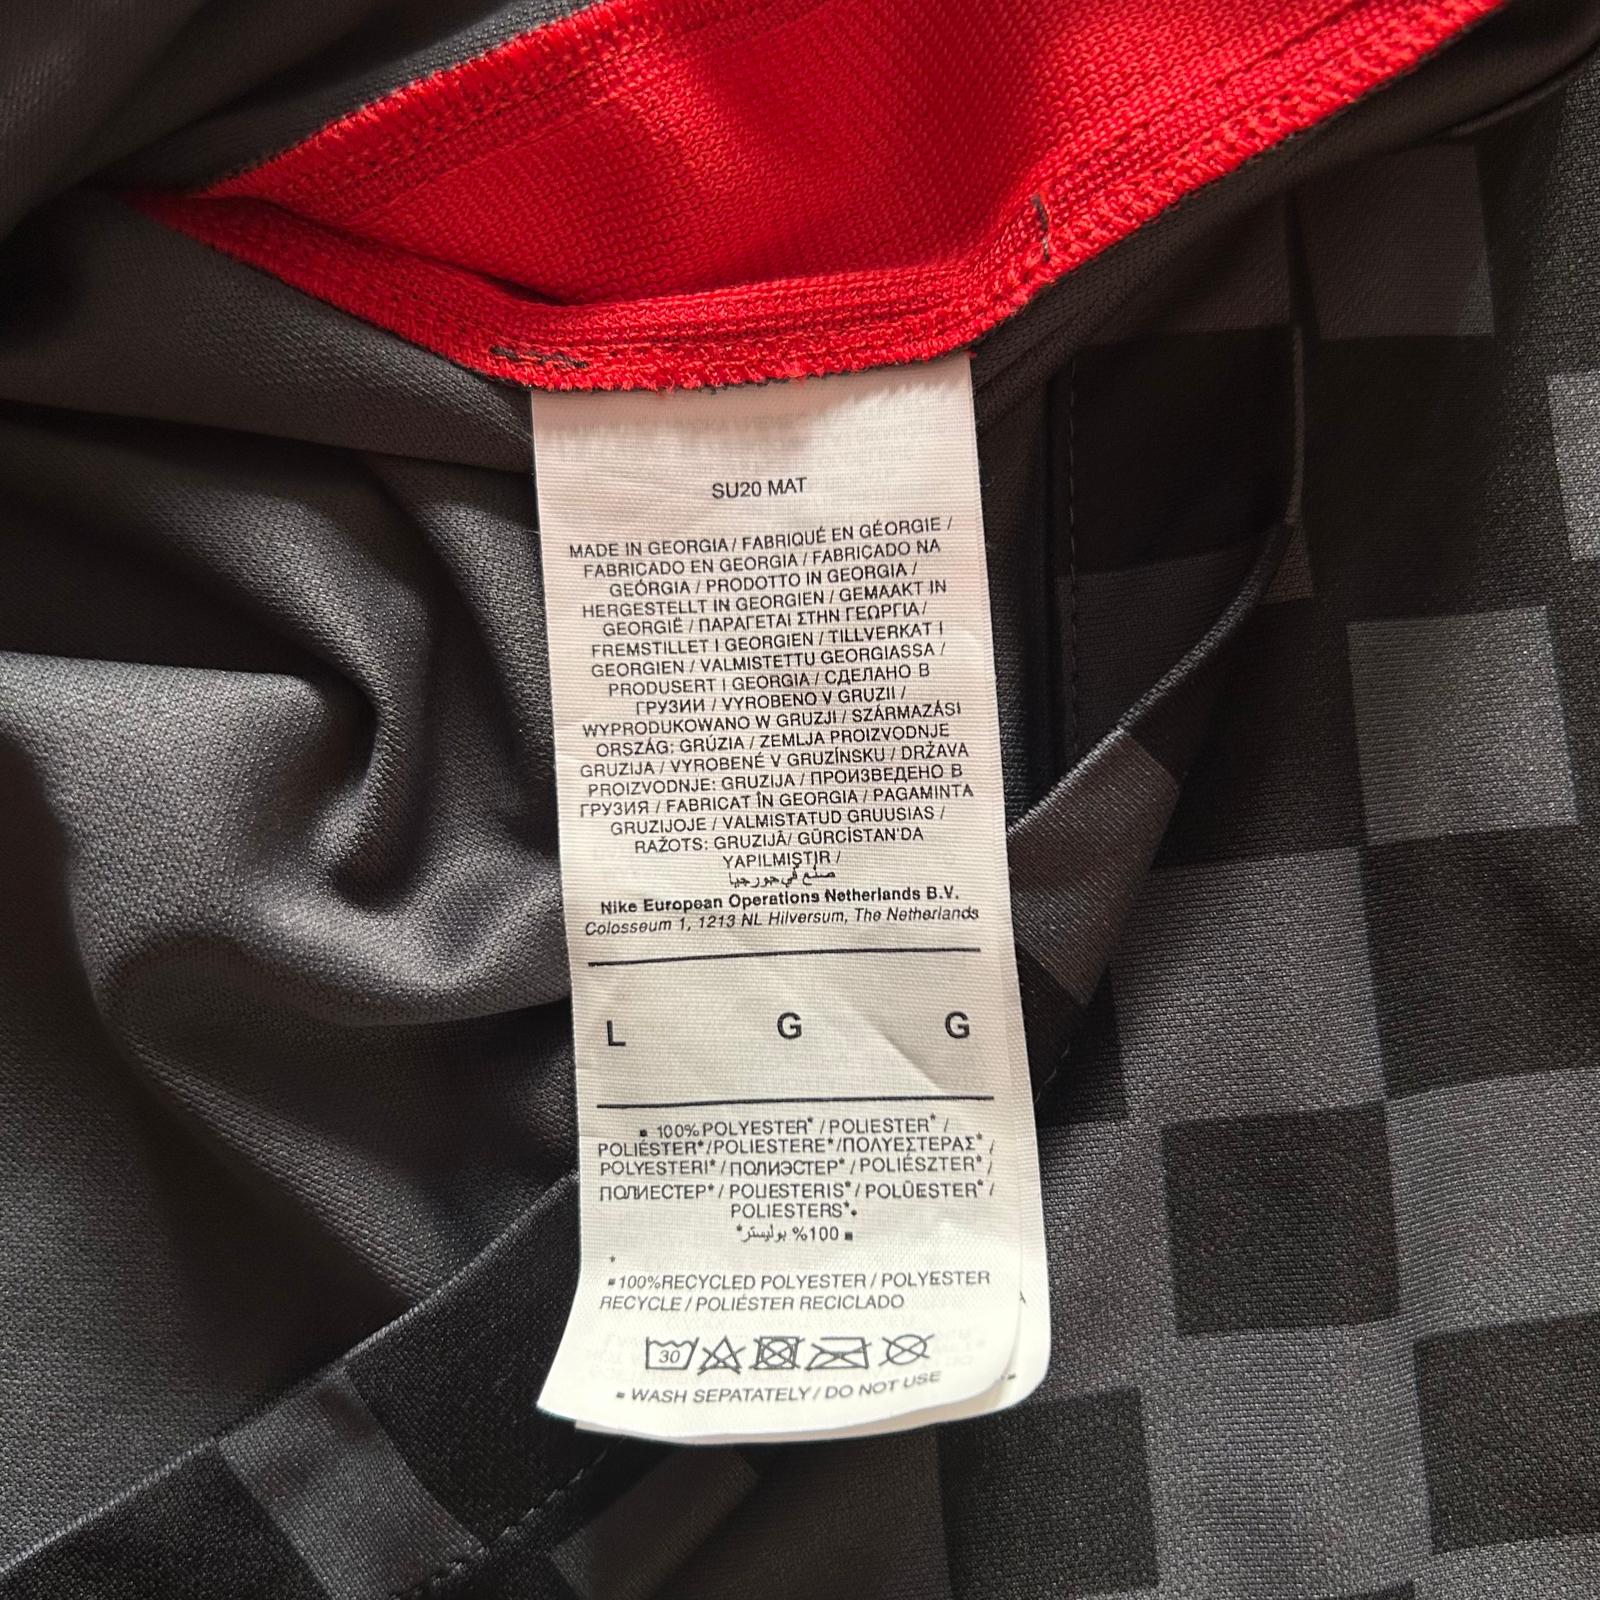 SU20 MAT
MADE IN GEORGIA / FABRIQUÉ EN GÉORGIE /
FABRICADO EN GEORGIA / FABRICADO NA
GEÓRGIA / PRODOTTO IN GEORGIA /
HERGESTELLT IN GEORGIEN / GEMAAKT IN
GEORGIË / ΠΑΡΑΓΕΤΑΙ ΣΤΗΝ ΓΕΩΡΓΙΑ /
FREMSTILLET I GEORGIEN / TILLVERKAT I
GEORGIEN / VALMISTETTU GEORGIASSA /
PRODUSERT I GEORGIA / СДЕЛАНО В
ГРУЗИИ / VYROBENO V GRUZII /
WYPRODUKOWANO W GRUZJI / SZÁRMAZÁSI
ORSZÁG: GRÚZIA / ZEMLJA PROIZVODNJE
GRUZIJA / VYROBENÉ V GRUZÍNSKU / DRŽAVA
PROIZVODNJE: GRUZIJA / ПРОИЗВЕДЕНО В
ГРУЗИЯ / FABRICAT ÎN GEORGIA / PAGAMINTA
GRUZIJOJE / VALMISTATUD GRUUSIAS /
RAŽOTS: GRUZIJĀ/ GÜRCİSTAN'DA
YAPILMIŞTIR /
صنع في جورجيا
Nike European Operations Netherlands B.V.
Colosseum 1, 1213 NL Hilversum, The Netherlands
L G G
■ 100% POLYESTER* / POLIESTER* /
POLIÉSTER*/POLIESTERE*/ΠΟΛΥΕΣΤΕΡΑΣ* /
POLYESTERI* / ПОЛИЭСТЕР* / POLIÉSZTER* /
ПОЛИЕСТЕР* / POLIESTERIS* / POLÜESTER* /
POLIESTERS*
■ 100% بوليستر*
*
■ 100%RECYCLED POLYESTER / POLYESTER
RECYCLE / POLIÉSTER RECICLADO
30
■ WASH SEPATATELY / DO NOT USE